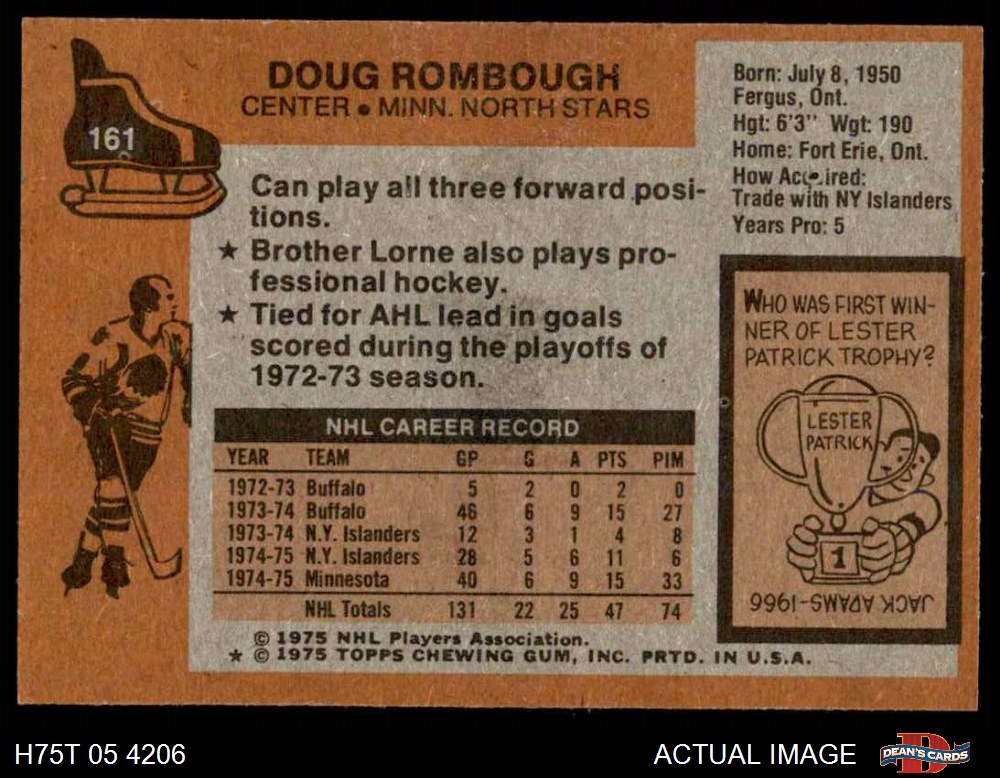 161
DOUG ROMBOUGH
CENTER • MINN. NORTH STARS
Born: July 8, 1950
Fergus, Ont.
Hgt: 6'3" Wgt: 190
Home: Fort Erie, Ont.
How Acquired:
Trade with NY Islanders
Years Pro: 5
Can play all three forward posi-
tions.
★ Brother Lorne also plays pro-
fessional hockey.
★ Tied for AHL lead in goals
scored during the playoffs of
1972-73 season.
NHL CAREER RECORD
YEAR TEAM GP G A PTS PIM
1972-73 Buffalo 5 2 0 2 0
1973-74 Buffalo 46 6 9 15 27
1973-74 N.Y. Islanders 12 3 1 4 8
1974-75 N.Y. Islanders 28 5 6 11 6
1974-75 Minnesota 40 6 9 15 33
NHL Totals 131 22 25 47 74
WHO WAS FIRST WIN-
NER OF LESTER
PATRICK TROPHY?
LESTER
PATRICK
1
JACK ADAMS-1966
© 1975 NHL Players Association.
★ © 1975 TOPPS CHEWING GUM, INC. PRTD. IN U.S.A.
H75T 05 4206
ACTUAL IMAGE
D
DEAN'S CARDS